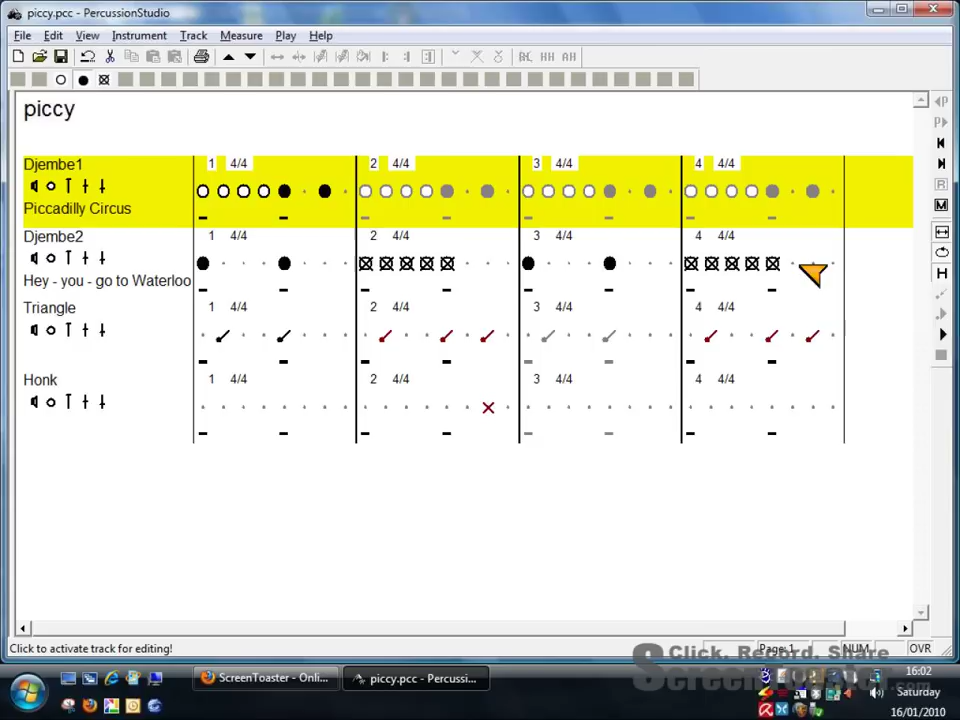 piccy.pcc - PercussionStudio
File Edit View Instrument Track Measure Play Help
RC HH AH
piccy
Djembe1 1 4/4 2 4/4 3 4/4 4 4/4
Piccadilly Circus
Djembe2 1 4/4 2 4/4 3 4/4 4 4/4
Hey - you - go to Waterloo
Triangle 1 4/4 2 4/4 3 4/4 4 4/4
Honk 1 4/4 2 4/4 3 4/4 4 4/4
P
P
R
M
H
Click to activate track for editing! Page: 1 NUM OVR
Click. Record. Share
ScreenToaster
ScreenToaster - Onli... piccy.pcc - Percussi...
16:02
Saturday
16/01/2010